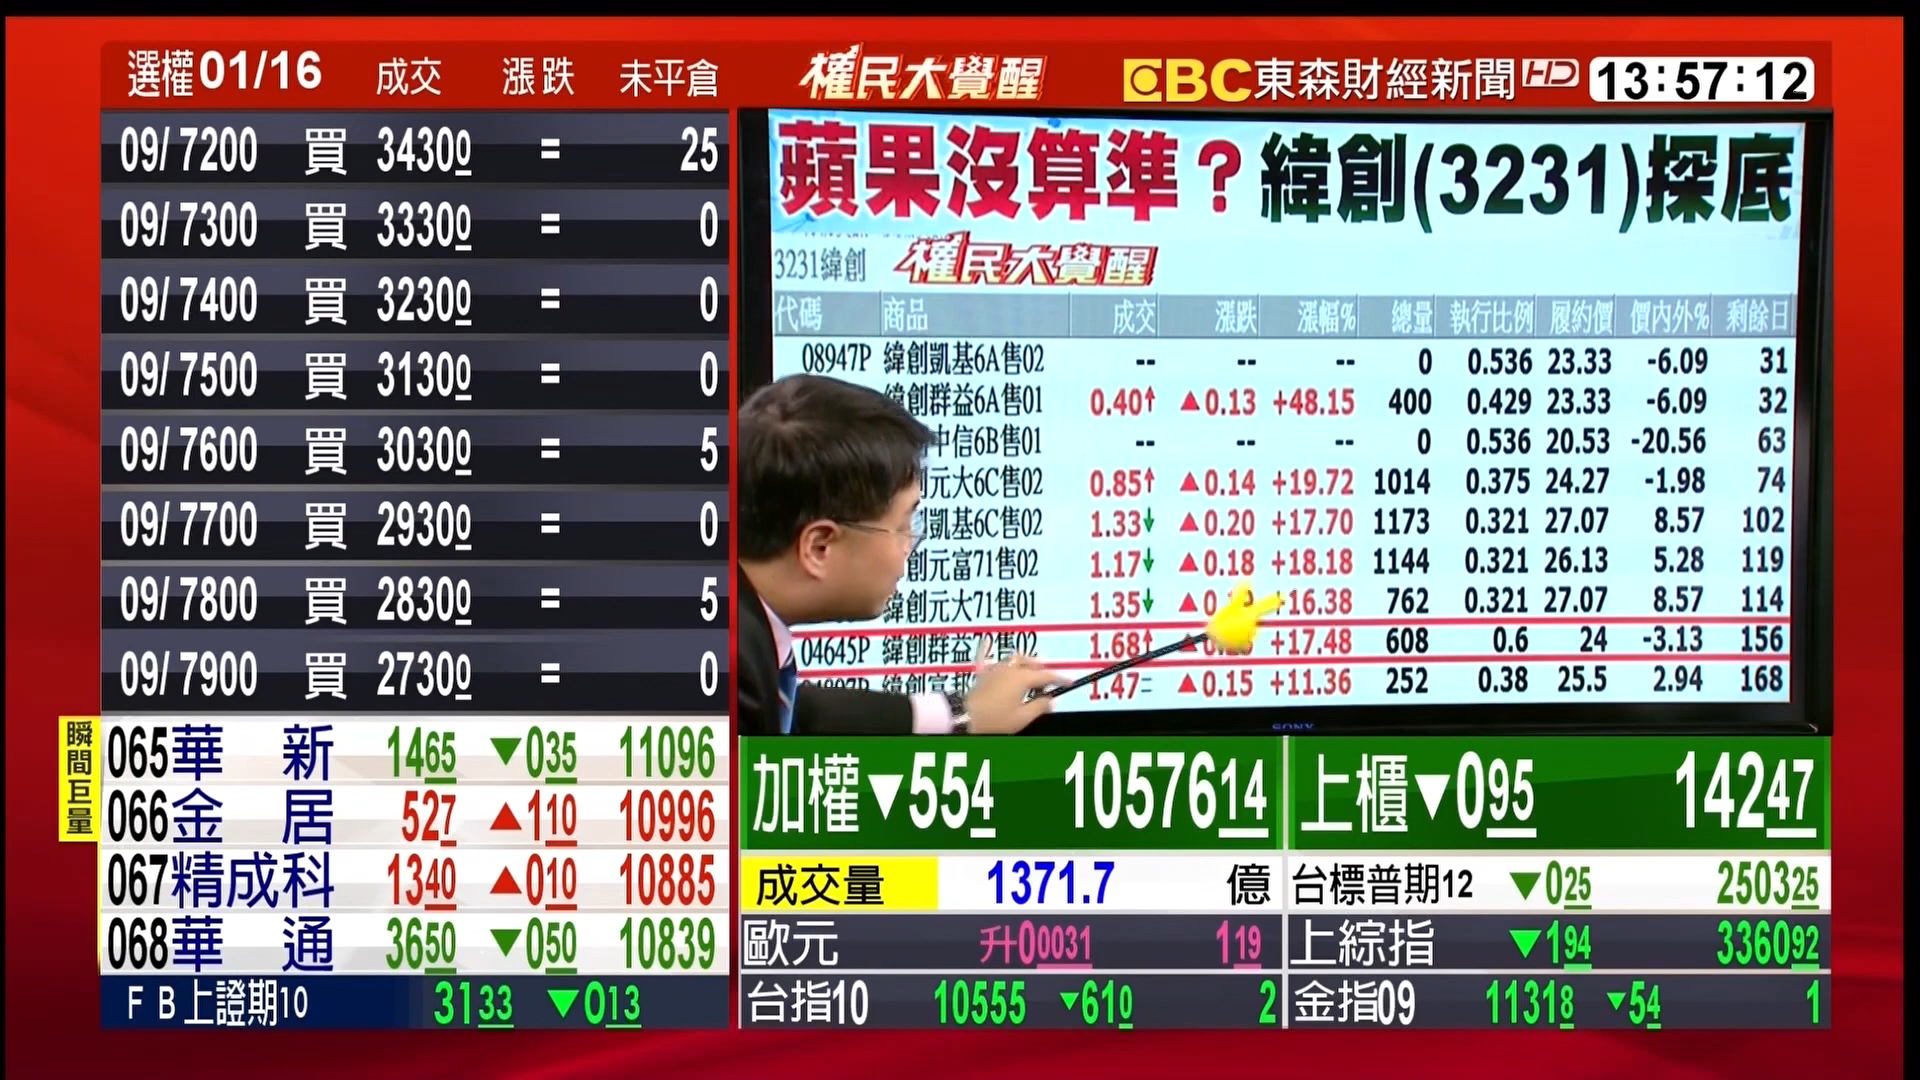 選權 01/16 成交 漲跌 未平倉
09/ 7200 買 34300 = 25
09/ 7300 買 33300 = 0
09/ 7400 買 32300 = 0
09/ 7500 買 31300 = 0
09/ 7600 買 30300 = 5
09/ 7700 買 29300 = 0
09/ 7800 買 28300 = 5
09/ 7900 買 27300 = 0
瞬間巨量
065 華新 1465 ▼035 11096
066 金居 527 ▲110 10996
067 精成科 1340 ▲010 10885
068 華通 3650 ▼050 10839
FB上證期10 3133 ▼013
權民大覺醒
EBC 東森財經新聞 HD 13:57:12
蘋果沒算準？緯創(3231)探底
3231緯創 權民大覺醒
代碼 商品 成交 漲跌 漲幅% 總量 執行比例 履約價 價內外% 剩餘日
08947P 緯創凱基6A售02 -- -- -- 0 0.536 23.33 -6.09 31
緯創群益6A售01 0.40↑ ▲0.13 +48.15 400 0.429 23.33 -6.09 32
中信6B售01 -- -- -- 0 0.536 20.53 -20.56 63
創元大6C售02 0.85↑ ▲0.14 +19.72 1014 0.375 24.27 -1.98 74
創凱基6C售02 1.33↓ ▲0.20 +17.70 1173 0.321 27.07 8.57 102
創元富71售02 1.17↓ ▲0.18 +18.18 1144 0.321 26.13 5.28 119
緯創元大71售01 1.35↓ +16.38 762 0.321 27.07 8.57 114
04645P 緯創群益72售02 1.68↑ +17.48 608 0.6 24 -3.13 156
緯創富邦 1.47= ▲0.15 +11.36 252 0.38 25.5 2.94 168
SONY
加權 ▼554 1057614
上櫃 ▼095 14247
成交量 1371.7 億
台標普期12 ▼025 250325
歐元 升00031 119
上綜指 ▼194 336092
台指10 10555 ▼610 2
金指09 11318 ▼54 1